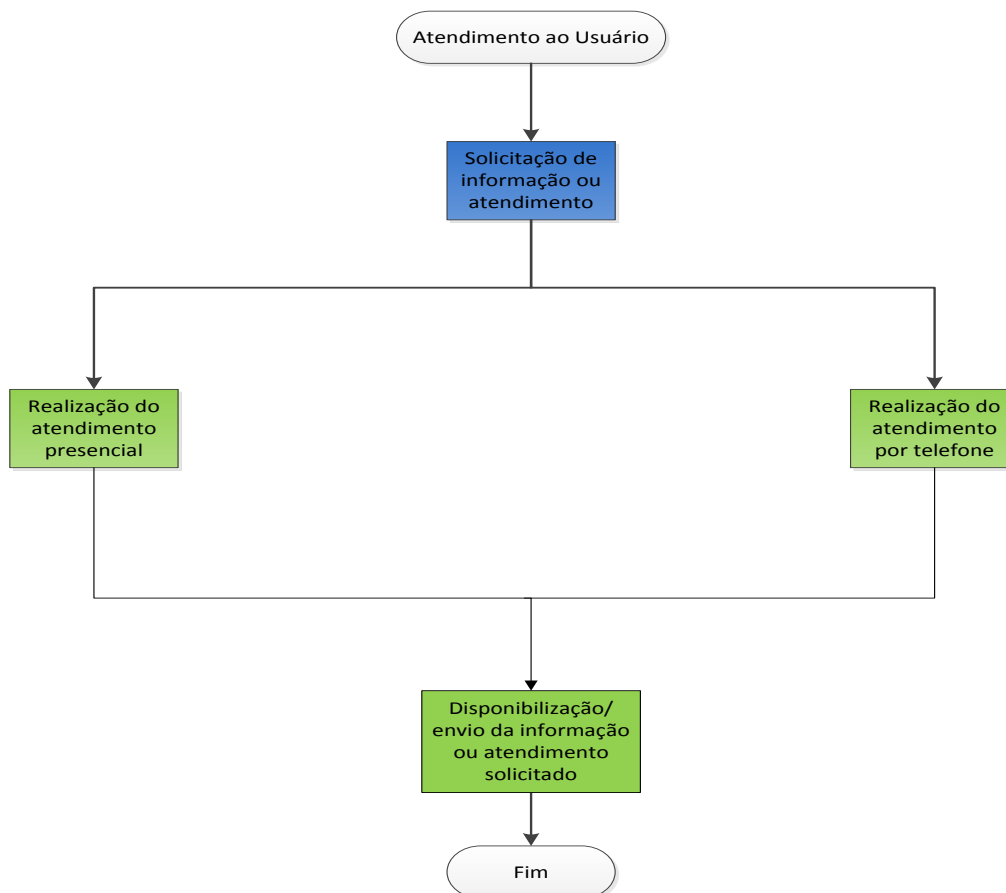 Atendimento ao Usuário
Solicitação de
informação ou
atendimento
Realização do
atendimento
presencial
Realização do
atendimento
por telefone
Disponibilização/
envio da informação
ou atendimento
solicitado
Fim